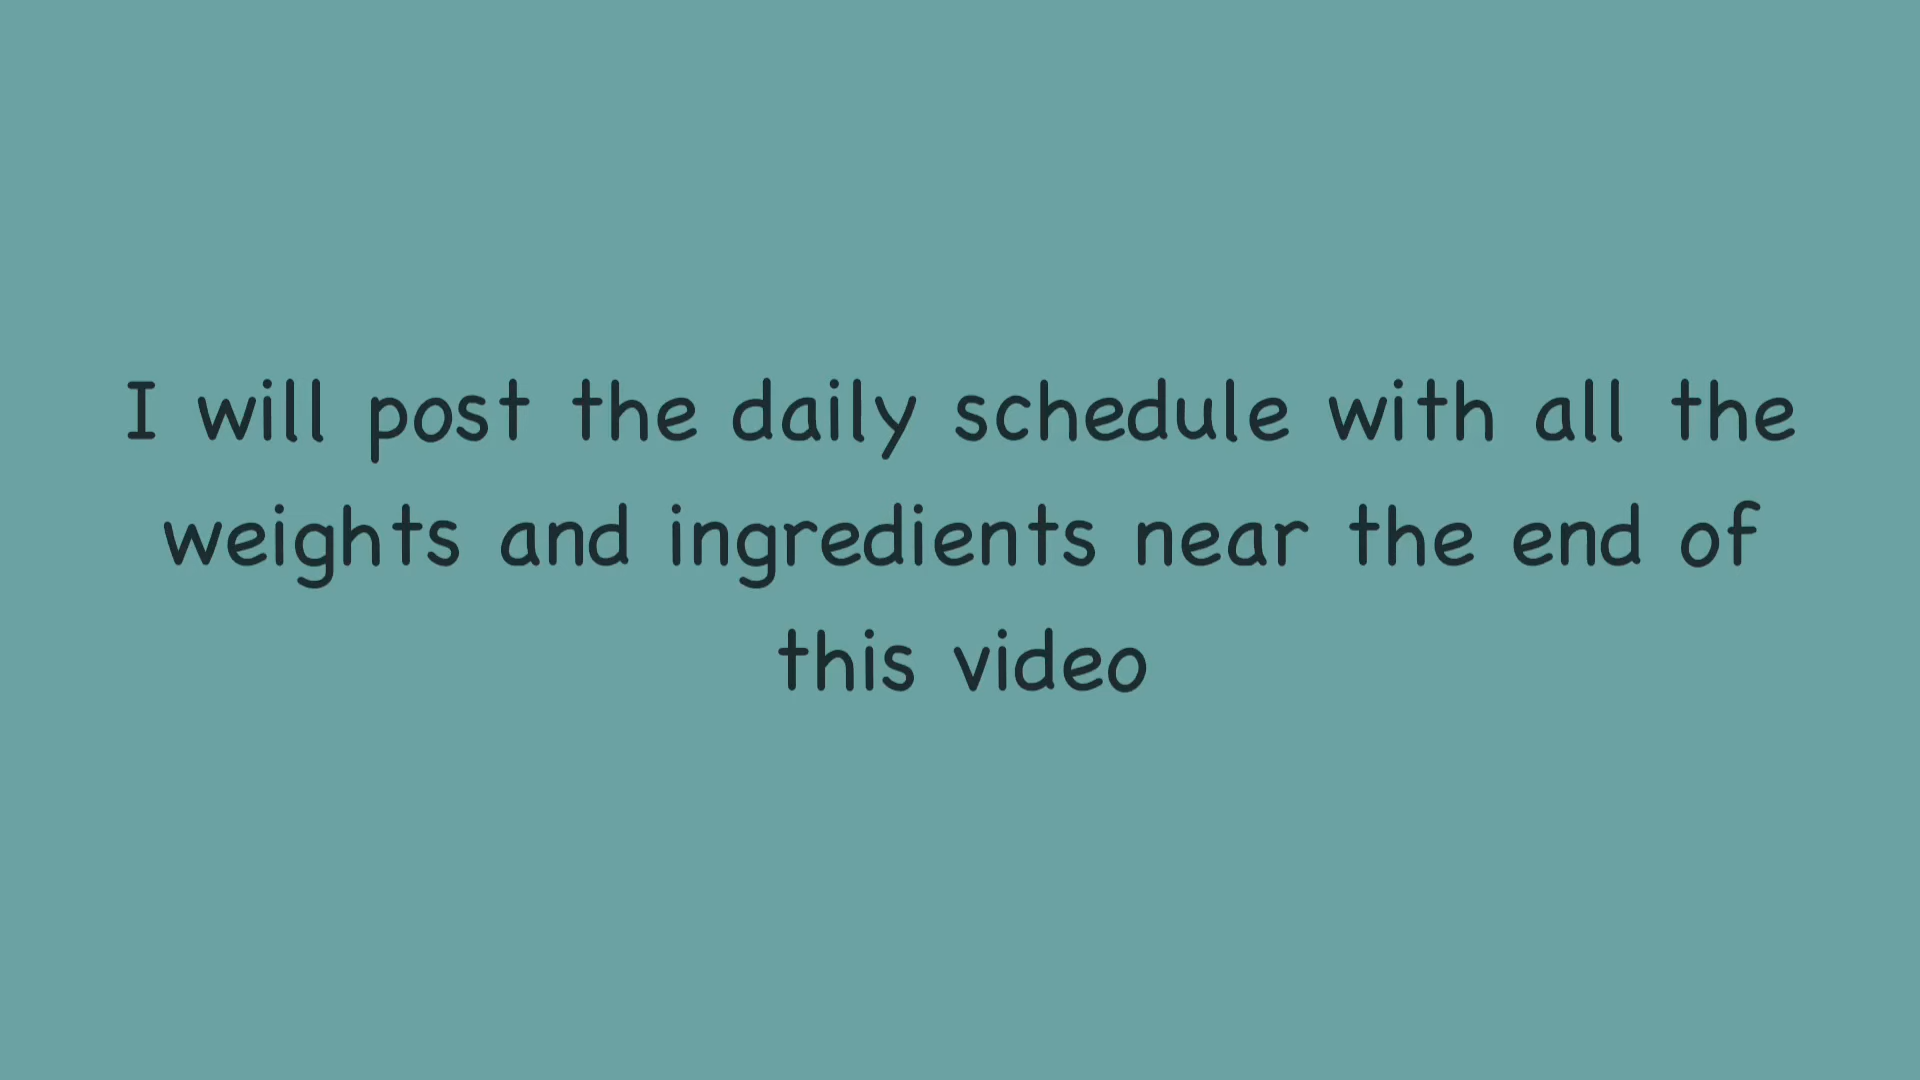 I will post the daily schedule with all the
weights and ingredients near the end of
this video